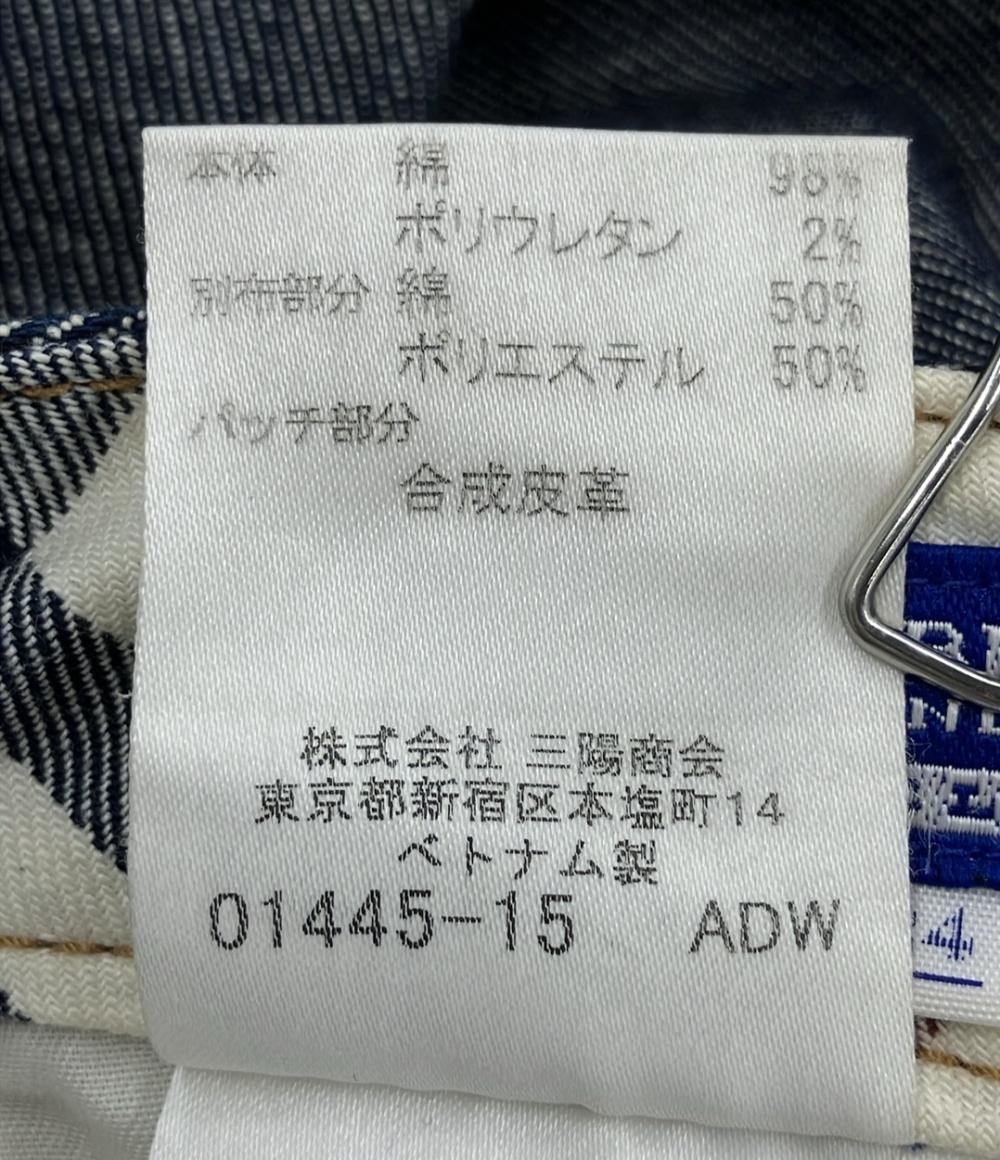 本体 綿 98%
ポリウレタン 2%
別布部分 綿 50%
ポリエステル 50%
パッチ部分
合成皮革
株式会社 三陽商会
東京都新宿区本塩町14
ベトナム製
01445-15 ADW
4